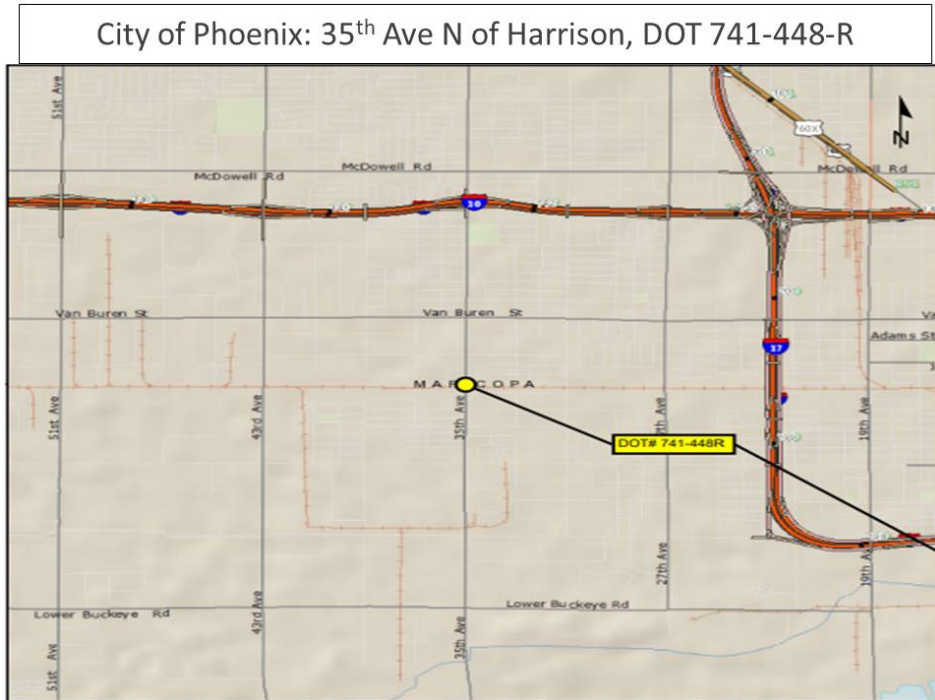 City of Phoenix: 35th Ave N of Harrison, DOT 741-448-R
51st Ave
60X
N
McDowell Rd
McDowell Rd
10
Van Buren St
Van Buren St
Adams St
17
MARICOPA
51st Ave
43rd Ave
35th Ave
19th Ave
DOT# 741-448R
27th Ave
19th Ave
Lower Buckeye Rd
Lower Buckeye Rd
43rd Ave
35th Ave
51st Ave